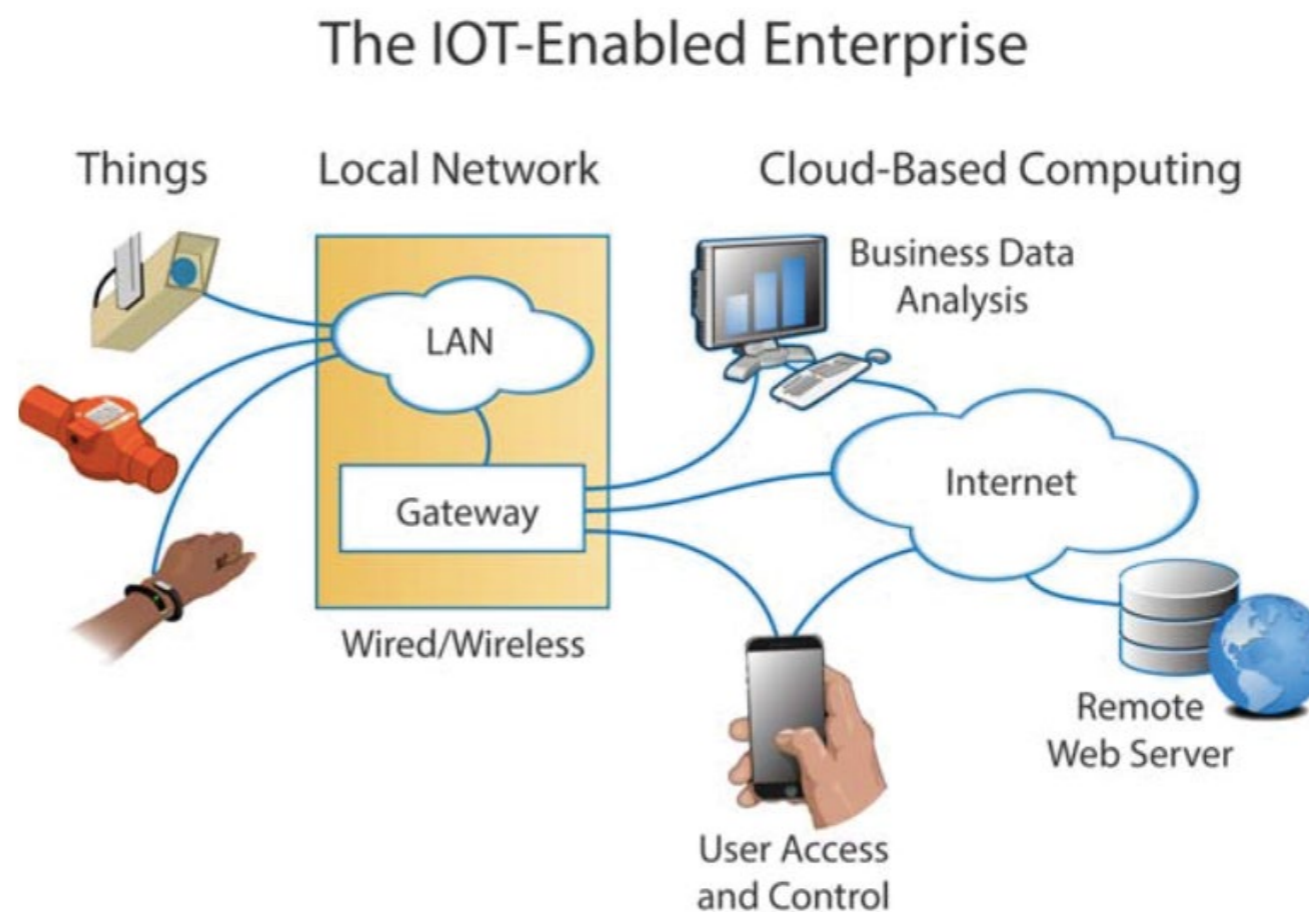 The IOT-Enabled Enterprise
Things
Local Network
Cloud-Based Computing
Business Data
Analysis
LAN
Internet
Gateway
Wired/Wireless
Remote
Web Server
User Access
and Control